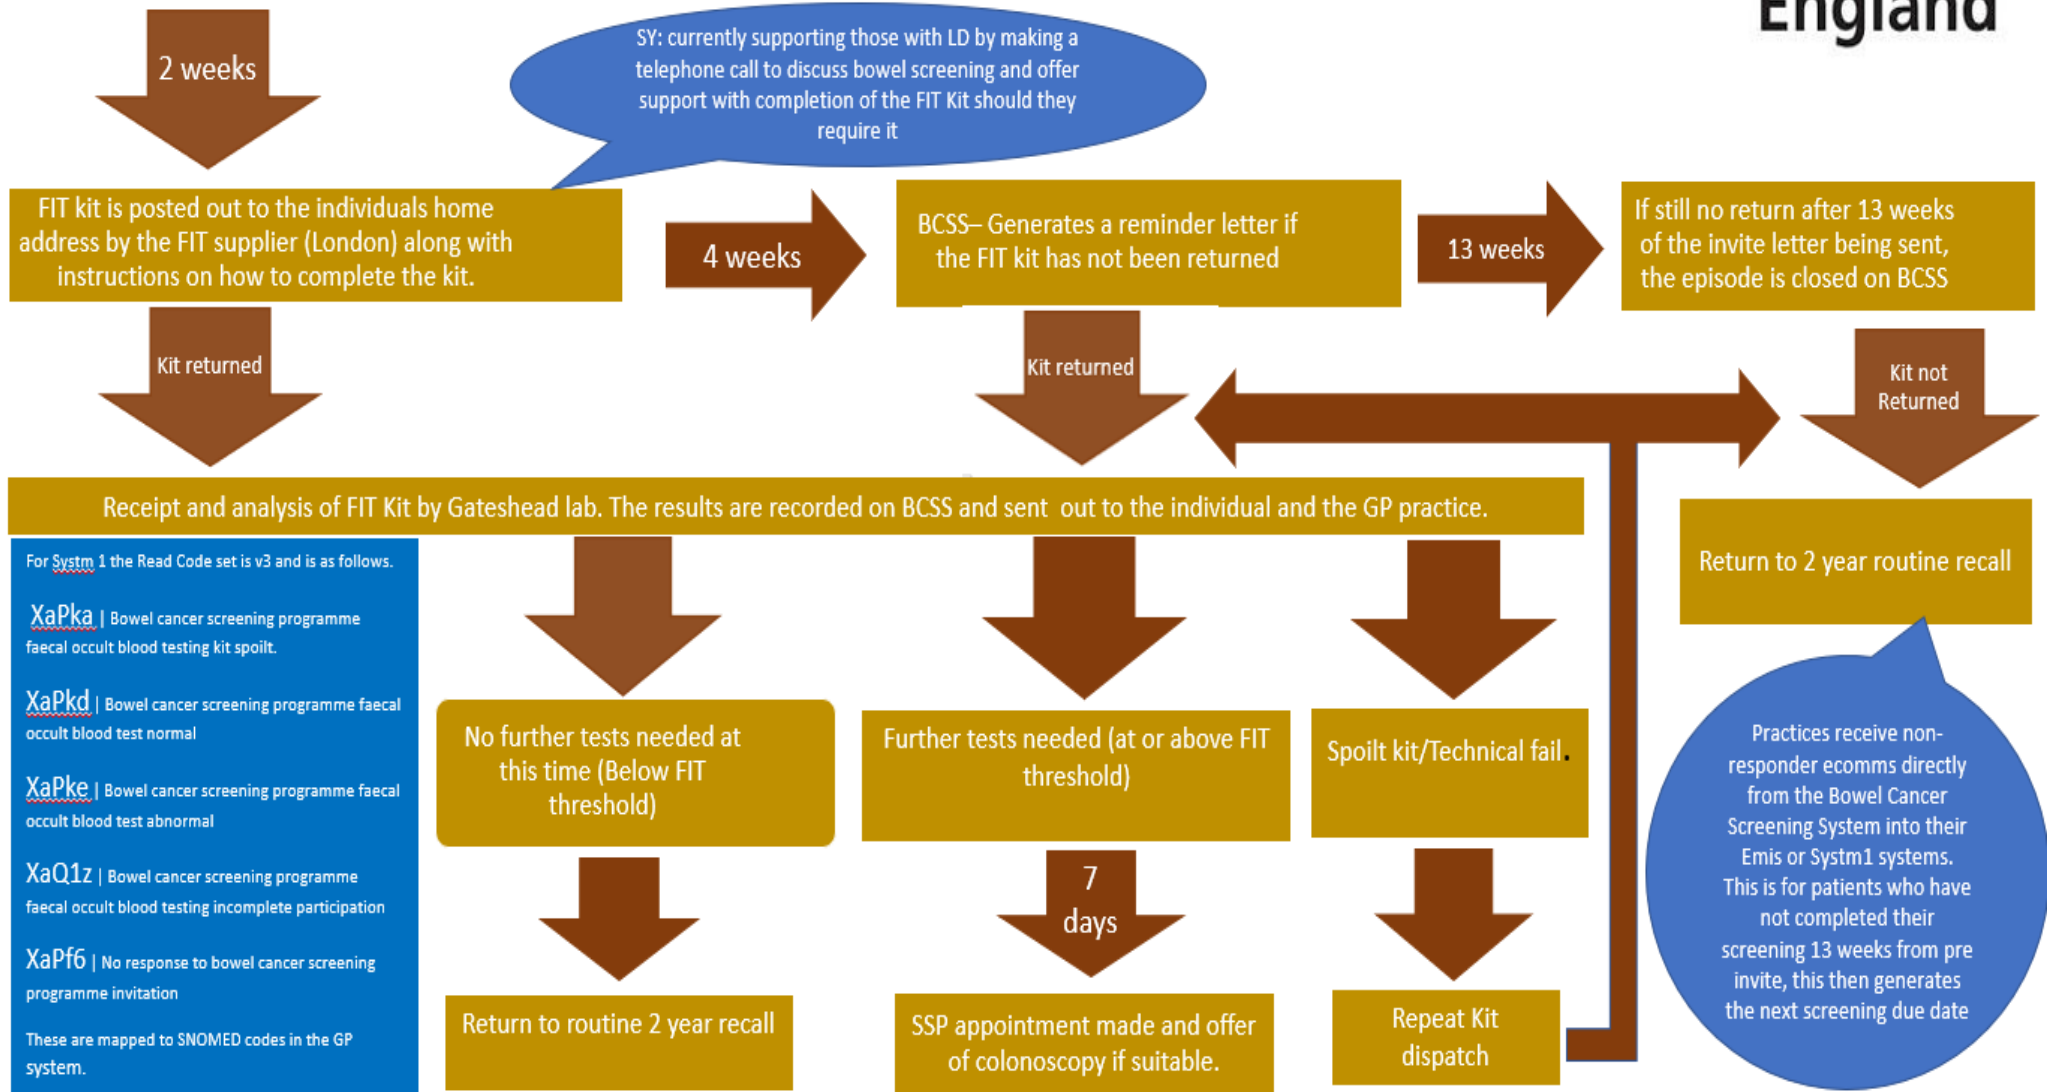 England
2 weeks
SY: currently supporting those with LD by making a
telephone call to discuss bowel screening and offer
support with completion of the FIT Kit should they
require it
FIT kit is posted out to the individuals home
address by the FIT supplier (London) along with
instructions on how to complete the kit.
4 weeks
BCSS– Generates a reminder letter if
the FIT kit has not been returned
13 weeks
If still no return after 13 weeks
of the invite letter being sent,
the episode is closed on BCSS
Kit returned
Kit returned
Kit not
Returned
Receipt and analysis of FIT Kit by Gateshead lab. The results are recorded on BCSS and sent out to the individual and the GP practice.
Return to 2 year routine recall
For Systm 1 the Read Code set is v3 and is as follows.
XaPka | Bowel cancer screening programme
faecal occult blood testing kit spoilt.
XaPkd | Bowel cancer screening programme faecal
occult blood test normal
XaPke | Bowel cancer screening programme faecal
occult blood test abnormal
XaQ1z | Bowel cancer screening programme
faecal occult blood testing incomplete participation
XaPf6 | No response to bowel cancer screening
programme invitation
These are mapped to SNOMED codes in the GP
system.
No further tests needed at
this time (Below FIT
threshold)
Further tests needed (at or above FIT
threshold)
Spoilt kit/Technical fail.
7
days
Return to routine 2 year recall
SSP appointment made and offer
of colonoscopy if suitable.
Repeat Kit
dispatch
Practices receive non-
responder ecomms directly
from the Bowel Cancer
Screening System into their
Emis or Systm1 systems.
This is for patients who have
not completed their
screening 13 weeks from pre
invite, this then generates
the next screening due date